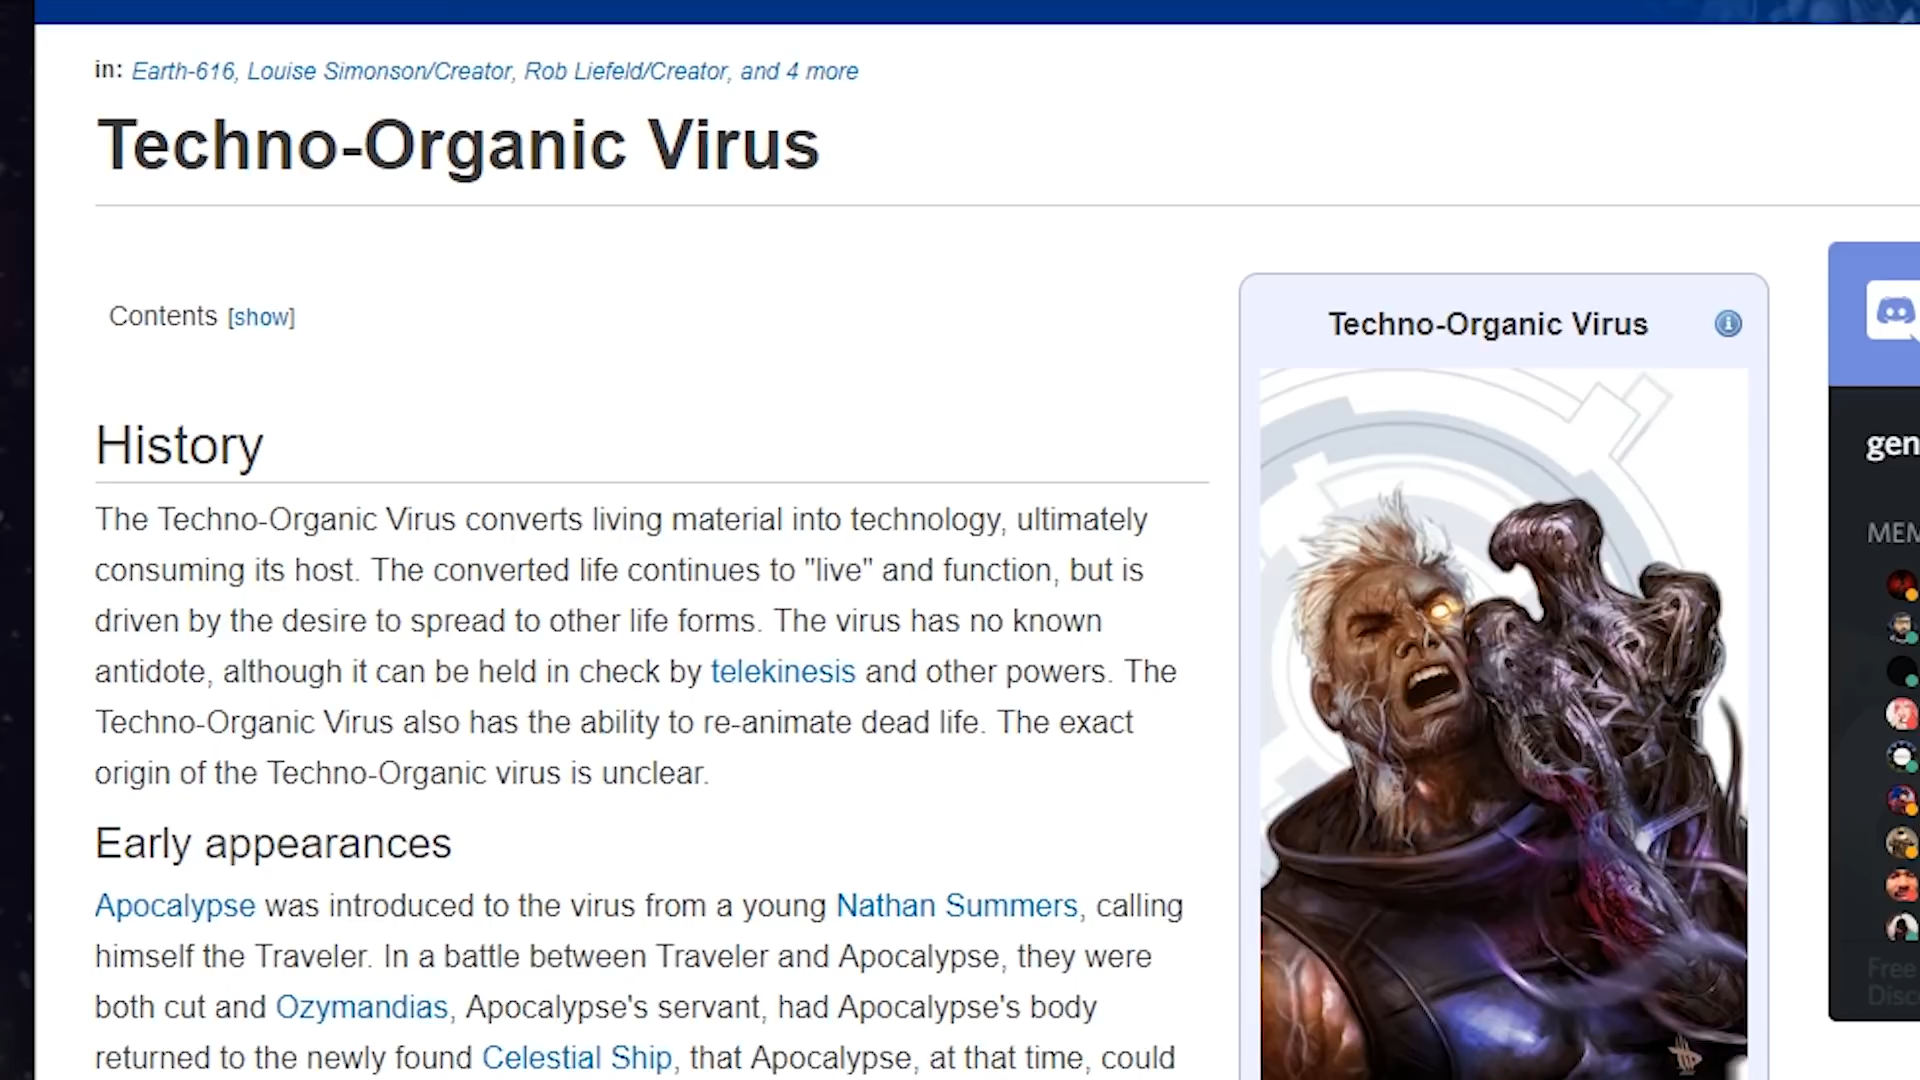 in: Earth-616, Louise Simonson/Creator, Rob Liefeld/Creator, and 4 more
Techno-Organic Virus
Contents [show]
History
The Techno-Organic Virus converts living material into technology, ultimately
consuming its host. The converted life continues to "live" and function, but is
driven by the desire to spread to other life forms. The virus has no known
antidote, although it can be held in check by telekinesis and other powers. The
Techno-Organic Virus also has the ability to re-animate dead life. The exact
origin of the Techno-Organic virus is unclear.
Early appearances
Apocalypse was introduced to the virus from a young Nathan Summers, calling
himself the Traveler. In a battle between Traveler and Apocalypse, they were
both cut and Ozymandias, Apocalypse's servant, had Apocalypse's body
returned to the newly found Celestial Ship, that Apocalypse, at that time, could
Techno-Organic Virus
gen
MEM
Free
Disc